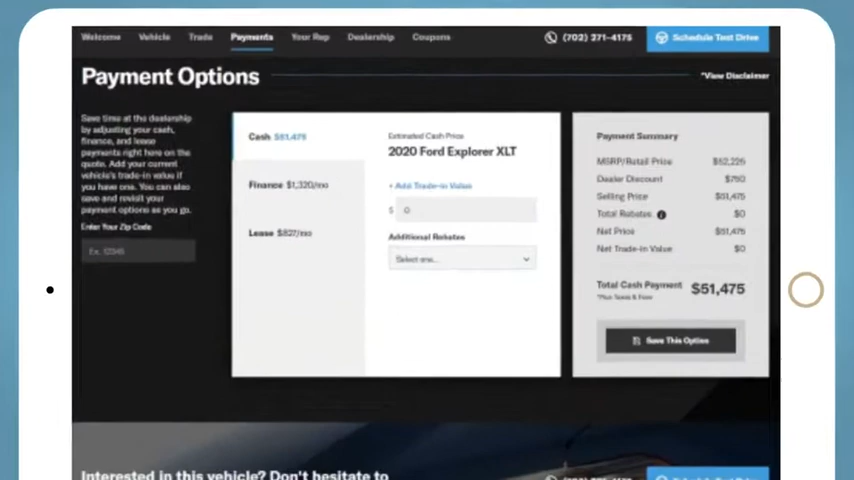 Welcome Vehicle Trade Payments Your Rep Dealership Coupons (702) 271-4175 Schedule Test Drive
Payment Options
*View Disclaimer
Save time at the dealership
by adjusting your cash,
finance, and lease
payments right here on the
quote. Add your current
vehicle's trade-in value if
you have one. You can also
save and revisit your
payment options as you go.
Enter Your Zip Code
Ex. 12345
Cash $51,475
Finance $1,320/mo
Lease $827/mo
Estimated Cash Price
2020 Ford Explorer XLT
+ Add Trade-in Value
$ 0
Additional Rebates
Select one...
Payment Summary
MSRP/Retail Price $52,225
Dealer Discount $750
Selling Price $51,475
Total Rebates i $0
Net Price $51,475
Net Trade-in Value $0
Total Cash Payment $51,475
*Plus Taxes & Fees
Save This Option
Interested in this vehicle? Don't hesitate to
(702) 271-4175 Schedule Test Drive